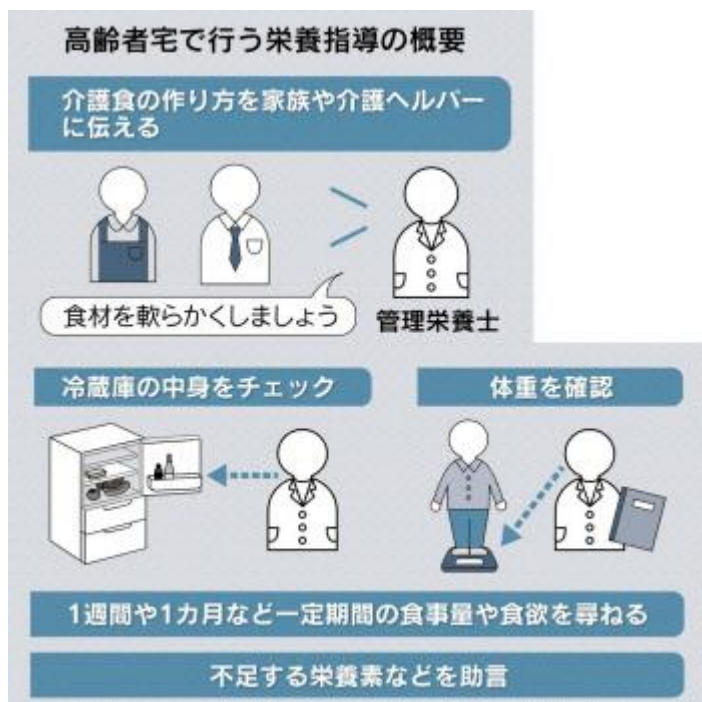 高齢者宅で行う栄養指導の概要
介護食の作り方を家族や介護ヘルパー
に伝える
食材を軟らかくしましょう
管理栄養士
冷蔵庫の中身をチェック
体重を確認
1週間や1カ月など一定期間の食事量や食欲を尋ねる
不足する栄養素などを助言